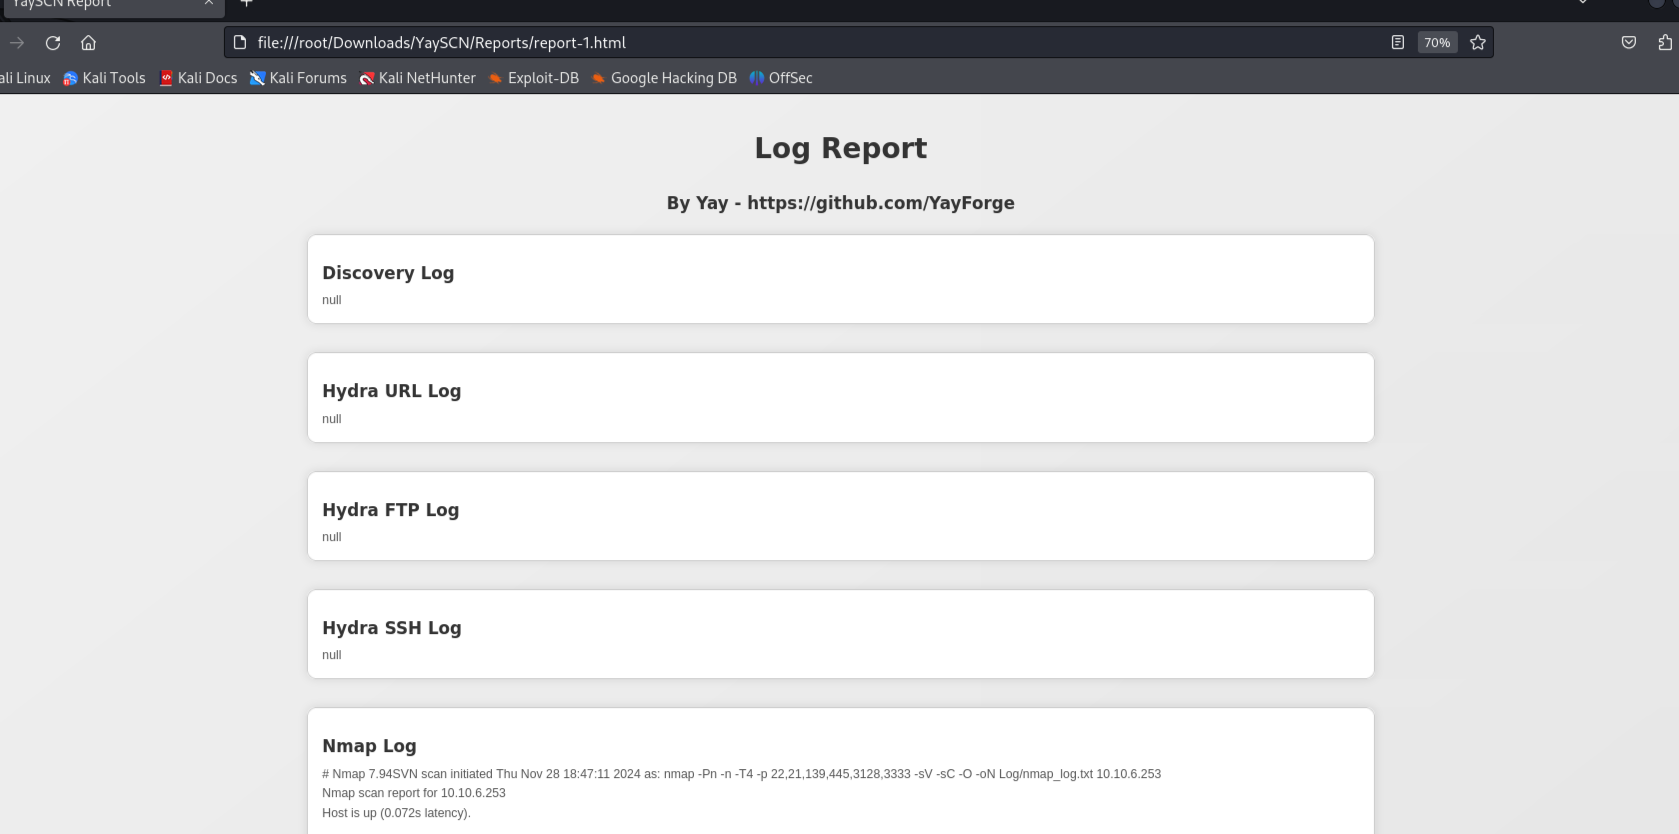 YaySCN Report
file:///root/Downloads/YaySCN/Reports/report-1.html
70%
ali Linux Kali Tools Kali Docs Kali Forums Kali NetHunter Exploit-DB Google Hacking DB OffSec
Log Report
By Yay - https://github.com/YayForge
Discovery Log
null
Hydra URL Log
null
Hydra FTP Log
null
Hydra SSH Log
null
Nmap Log
# Nmap 7.94SVN scan initiated Thu Nov 28 18:47:11 2024 as: nmap -Pn -n -T4 -p 22,21,139,445,3128,3333 -sV -sC -O -oN Log/nmap_log.txt 10.10.6.253
Nmap scan report for 10.10.6.253
Host is up (0.072s latency).